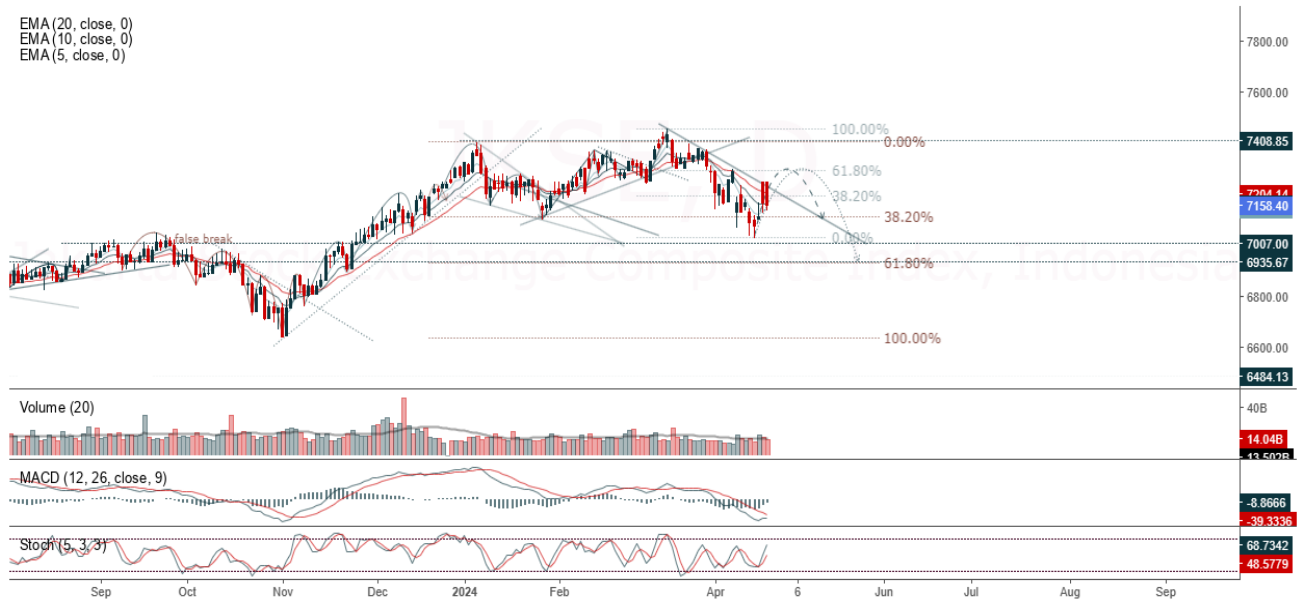 EMA (20, close, 0)
EMA (10, close, 0)
EMA (5, close, 0)
JKSE, D
false break
100.00%
0.00%
61.80%
38.20%
38.20%
0.00%
61.80%
100.00%
7800.00
7600.00
7408.85
7204.14
7158.40
7007.00
6935.67
6800.00
6600.00
6484.13
Volume (20)
40B
14.04B
13.502B
MACD (12, 26, close, 9)
-8.8666
-39.3336
Stoch (5, 3, 3)
68.7342
48.5779
Sep Oct Nov Dec 2024 Feb Apr 6 Jun Jul Aug Sep